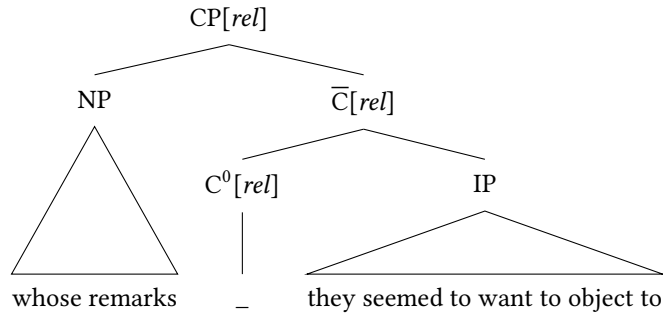 CP[rel]
NP C̅[rel]
C⁰[rel] IP
whose remarks _ they seemed to want to object to